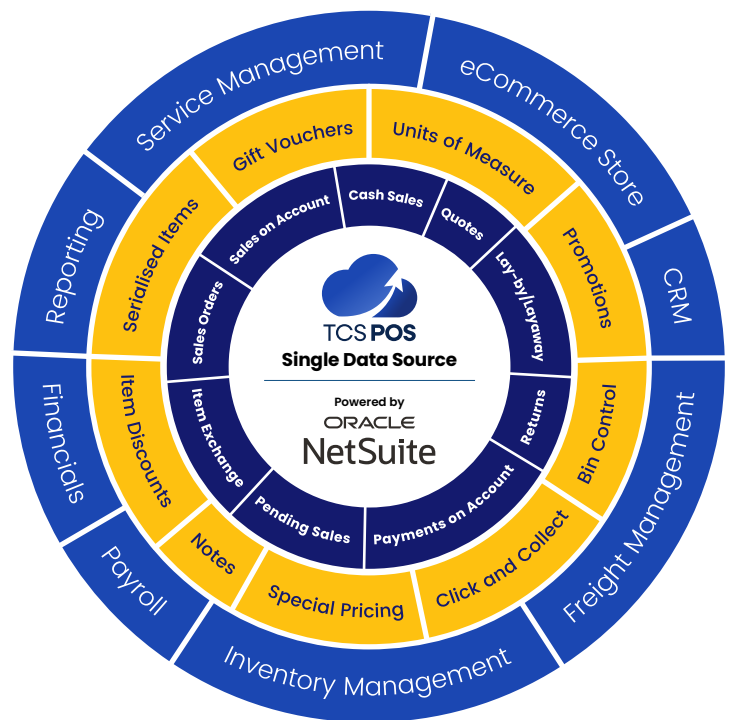 Service Management
eCommerce Store
CRM
Freight Management
Inventory Management
Payroll
Financials
Reporting
Gift Vouchers
Units of Measure
Promotions
Bin Control
Click and Collect
Special Pricing
Notes
Item Discounts
Serialised Items
Cash Sales
Quotes
Lay-by/Layaway
Returns
Payments on Account
Pending Sales
Item Exchange
Sales Orders
Sales on Account
TCS POS
Single Data Source
Powered by
ORACLE
NetSuite